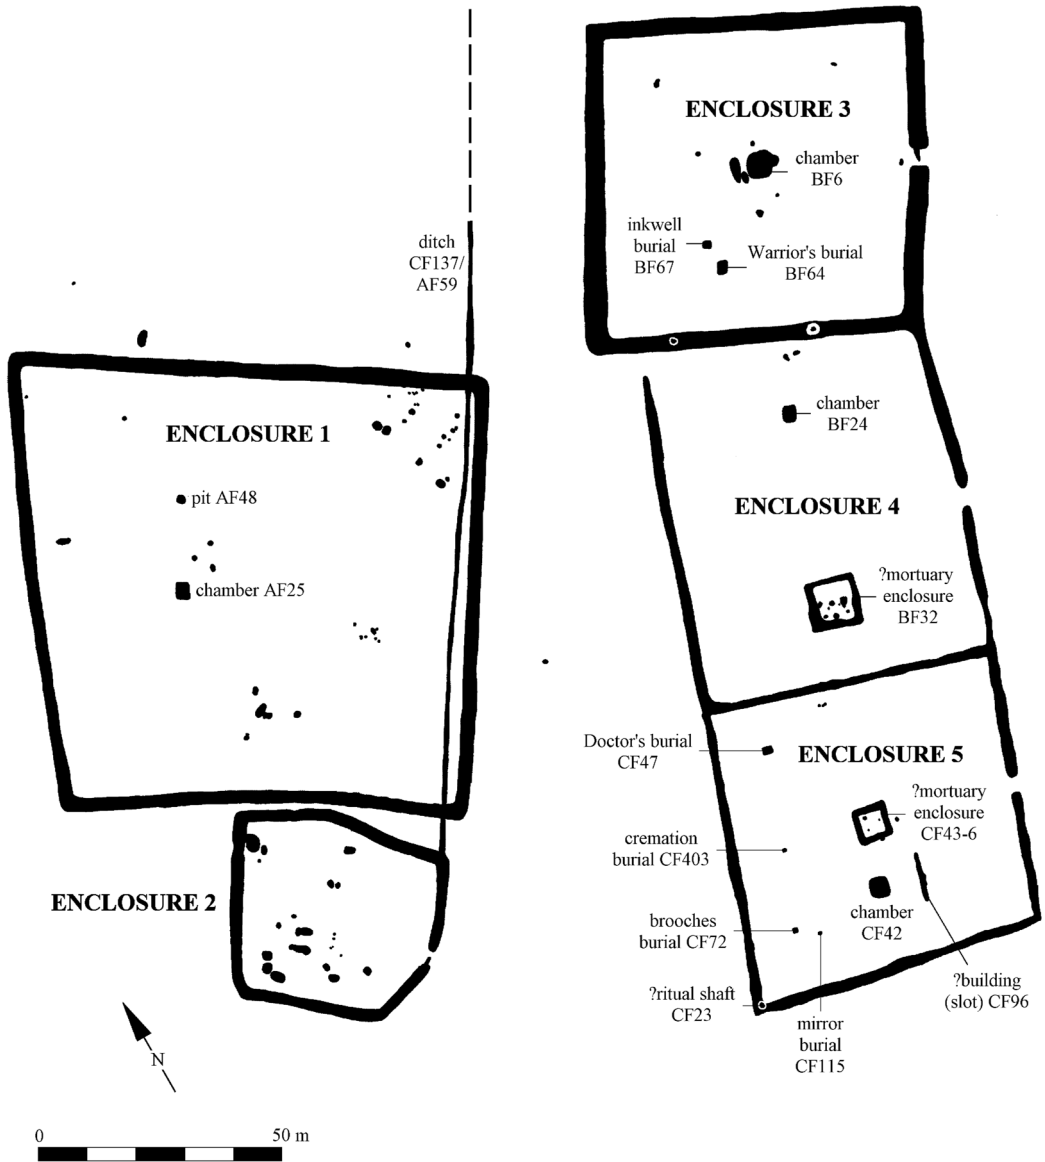 ENCLOSURE 3
chamber
BF6
inkwell
burial
BF67
Warrior's burial
BF64
ditch
CF137/
AF59
chamber
BF24
ENCLOSURE 1
pit AF48
chamber AF25
ENCLOSURE 4
?mortuary
enclosure
BF32
Doctor's burial
CF47
ENCLOSURE 5
?mortuary
enclosure
CF43-6
cremation
burial CF403
chamber
CF42
brooches
burial CF72
ENCLOSURE 2
?building
(slot) CF96
?ritual shaft
CF23
mirror
burial
CF115
N
0 50 m